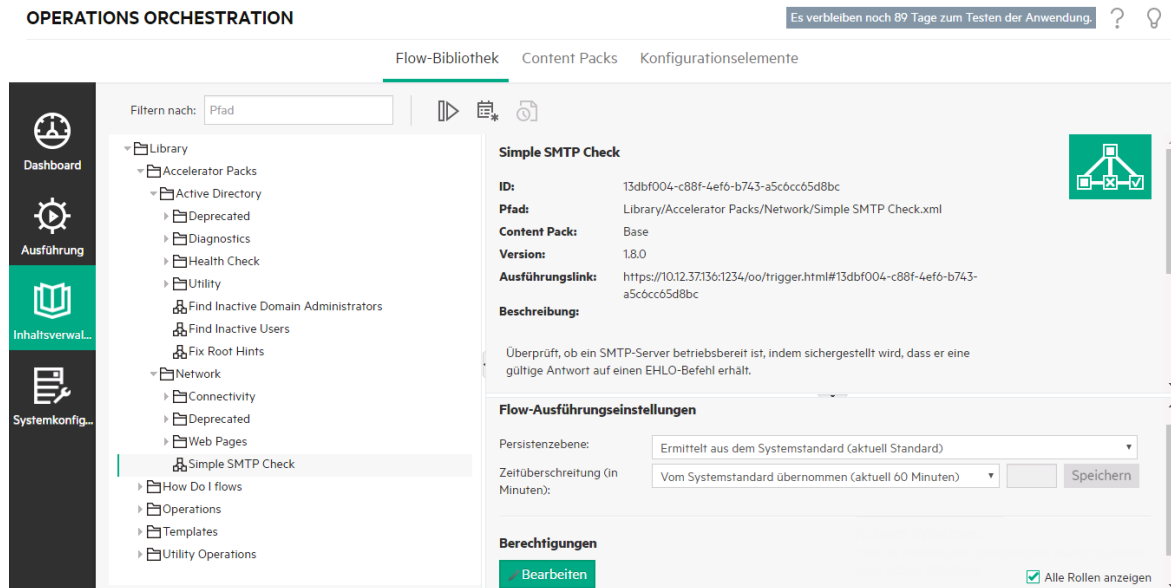 OPERATIONS ORCHESTRATION
Es verbleiben noch 89 Tage zum Testen der Anwendung.
Flow-Bibliothek Content Packs Konfigurationselemente
Dashboard
Ausführung
Inhaltsverwal...
Systemkonfig...
Filtern nach: Pfad
Library
Accelerator Packs
Active Directory
Deprecated
Diagnostics
Health Check
Utility
Find Inactive Domain Administrators
Find Inactive Users
Fix Root Hints
Network
Connectivity
Deprecated
Web Pages
Simple SMTP Check
How Do I flows
Operations
Templates
Utility Operations
Simple SMTP Check
ID: 13dbf004-c88f-4ef6-b743-a5c6cc65d8bc
Pfad: Library/Accelerator Packs/Network/Simple SMTP Check.xml
Content Pack: Base
Version: 1.8.0
Ausführungslink: https://10.12.37.136:1234/oo/trigger.html#13dbf004-c88f-4ef6-b743-
a5c6cc65d8bc
Beschreibung:
Überprüft, ob ein SMTP-Server betriebsbereit ist, indem sichergestellt wird, dass er eine
gültige Antwort auf einen EHLO-Befehl erhält.
Flow-Ausführungseinstellungen
Persistenzebene: Ermittelt aus dem Systemstandard (aktuell Standard)
Zeitüberschreitung (in
Minuten): Vom Systemstandard übernommen (aktuell 60 Minuten) Speichern
Berechtigungen
Bearbeiten
Alle Rollen anzeigen